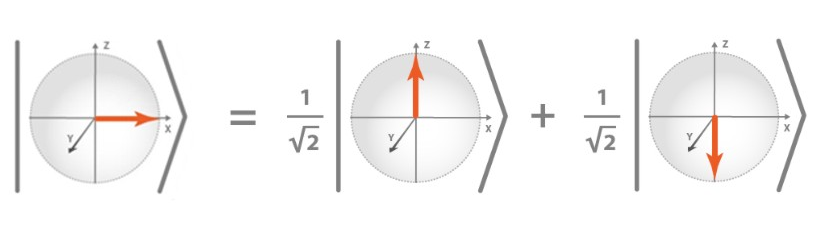 | Z X Y ⟩ = 1/√2 | Z X Y ⟩ + 1/√2 | Z X Y ⟩